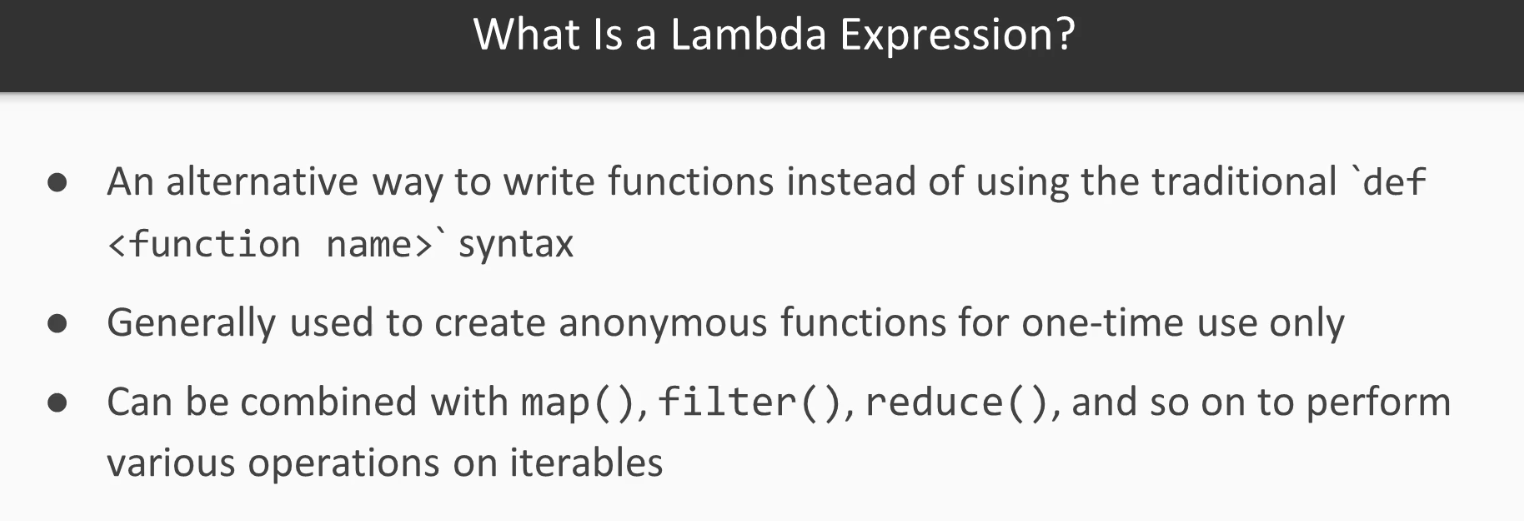 What Is a Lambda Expression?
● An alternative way to write functions instead of using the traditional `def
<function name>` syntax
● Generally used to create anonymous functions for one-time use only
● Can be combined with map(), filter(), reduce(), and so on to perform
various operations on iterables